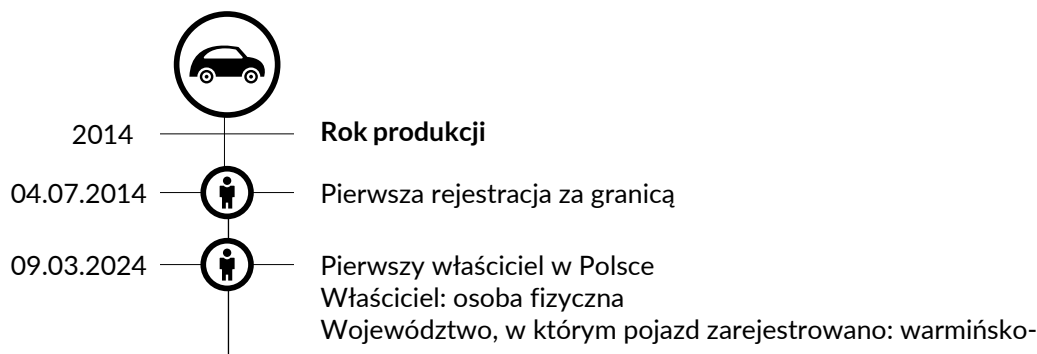 2014 Rok produkcji
04.07.2014 Pierwsza rejestracja za granicą
09.03.2024 Pierwszy właściciel w Polsce
Właściciel: osoba fizyczna
Województwo, w którym pojazd zarejestrowano: warmińsko-